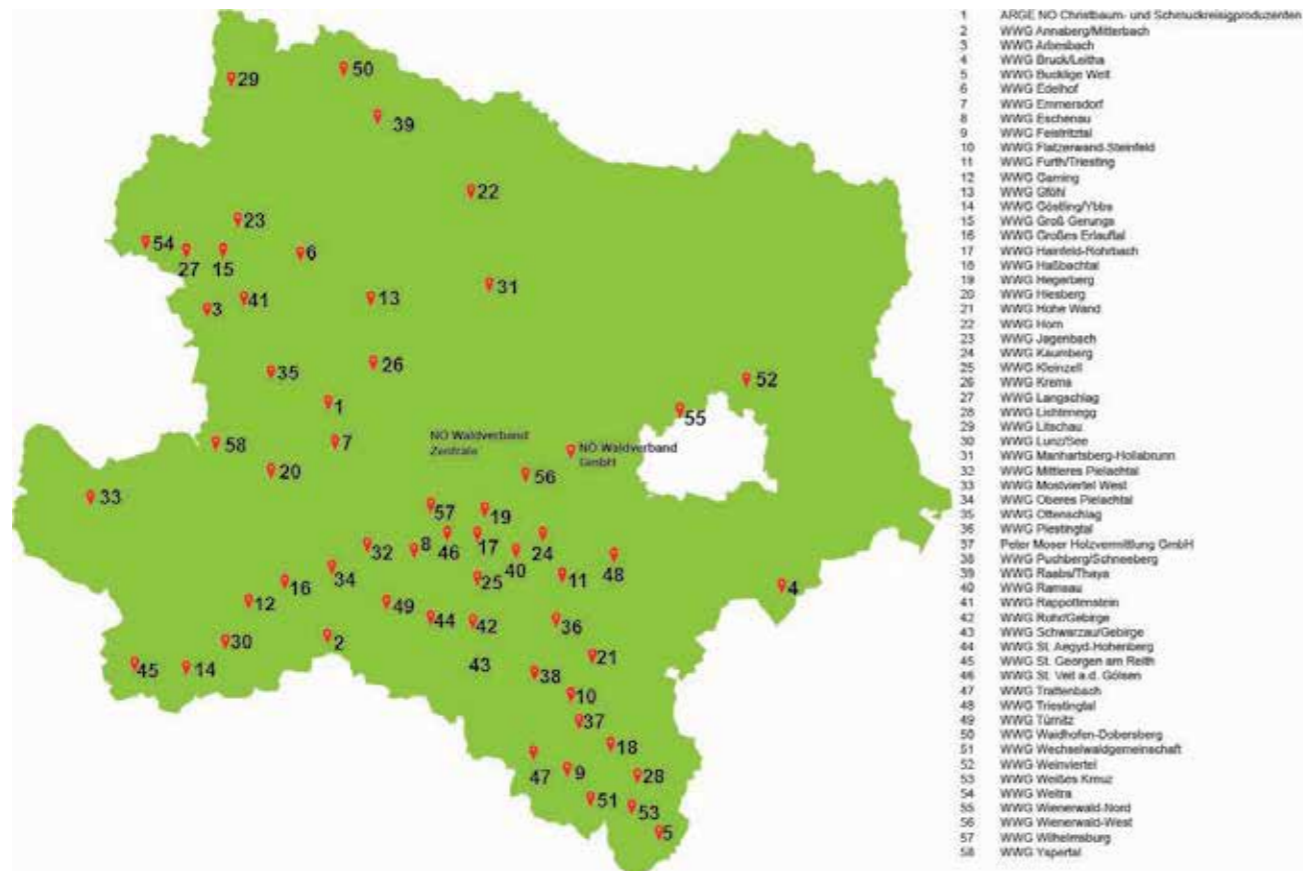 50
29
39
22
23
54
6
27
15
31
41
13
3
26
35
52
1
55
58
7
NÖ Waldverband
Zentrale
NÖ Waldverband
GmbH
20
56
33
57
19
32
8
46
17
40
24
48
34
25
11
16
4
12
49
44
42
36
30
2
21
45
14
43
38
10
37
18
47
9
28
51
53
5
1 ARGE NÖ Christbaum- und Schmuckreisigproduzenten
2 WWG Annaberg/Mitterbach
3 WWG Arbesbach
4 WWG Bruck/Leitha
5 WWG Bucklige Welt
6 WWG Edelhof
7 WWG Emmersdorf
8 WWG Eschenau
9 WWG Feistritztal
10 WWG Flatzerwand-Steinfeld
11 WWG Furth/Triesting
12 WWG Gaming
13 WWG Gföhl
14 WWG Göstling/Ybbs
15 WWG Groß Gerungs
16 WWG Großes Erlauftal
17 WWG Hainfeld-Rohrbach
18 WWG Haßbachtal
19 WWG Hegerberg
20 WWG Hiesberg
21 WWG Hohe Wand
22 WWG Horn
23 WWG Jagenbach
24 WWG Kaumberg
25 WWG Kleinzell
26 WWG Krems
27 WWG Langschlag
28 WWG Lichtenegg
29 WWG Litschau
30 WWG Lunz/See
31 WWG Manhartsberg-Hollabrunn
32 WWG Mittleres Pielachtal
33 WWG Mostviertel West
34 WWG Oberes Pielachtal
35 WWG Ottenschlag
36 WWG Piestingtal
37 Peter Moser Holzvermittlung GmbH
38 WWG Puchberg/Schneeberg
39 WWG Raabs/Thaya
40 WWG Ramsau
41 WWG Rappottenstein
42 WWG Rohr/Gebirge
43 WWG Schwarzau/Gebirge
44 WWG St. Aegyd-Hohenberg
45 WWG St. Georgen am Reith
46 WWG St. Veit a.d. Gölsen
47 WWG Trattenbach
48 WWG Triestingtal
49 WWG Türnitz
50 WWG Waidhofen-Dobersberg
51 WWG Wechselwaldgemeinschaft
52 WWG Weinviertel
53 WWG Weißes Kreuz
54 WWG Weitra
55 WWG Wienerwald-Nord
56 WWG Wienerwald-West
57 WWG Wilhelmsburg
58 WWG Yspertal